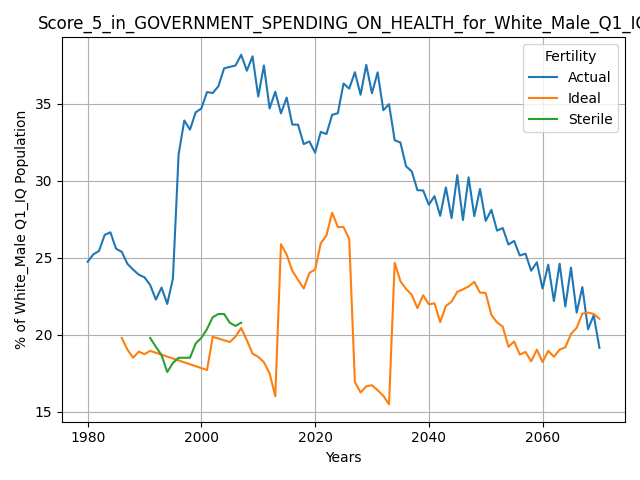 Score_5_in_GOVERNMENT_SPENDING_ON_HEALTH_for_White_Male_Q1_IQ
Fertility
Actual
Ideal
Sterile
% of White_Male Q1_IQ Population
35
30
25
20
15
1980
2000
2020
2040
2060
Years